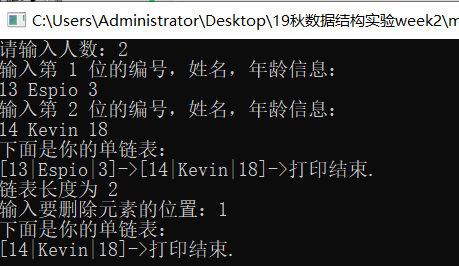 C:\Users\Administrator\Desktop\19秋数据结构实验week2\m
请输入人数：2
输入第 1 位的编号，姓名，年龄信息：
13 Espio 3
输入第 2 位的编号，姓名，年龄信息：
14 Kevin 18
下面是你的单链表：
[13|Espio|3]->[14|Kevin|18]->打印结束.
链表长度为 2
输入要删除元素的位置：1
下面是你的单链表：
[14|Kevin|18]->打印结束.